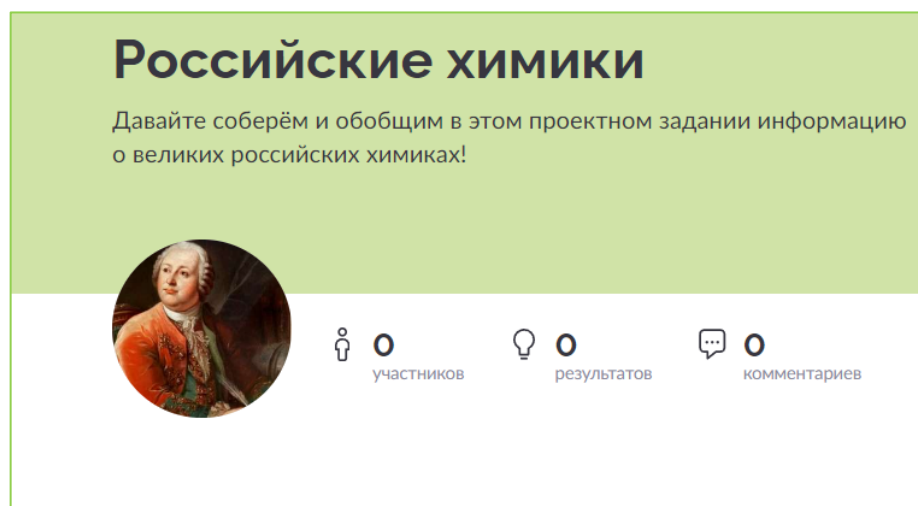 Российские химики
Давайте соберём и обобщим в этом проектном задании информацию
о великих российских химиках!
0
участников
0
результатов
0
комментариев